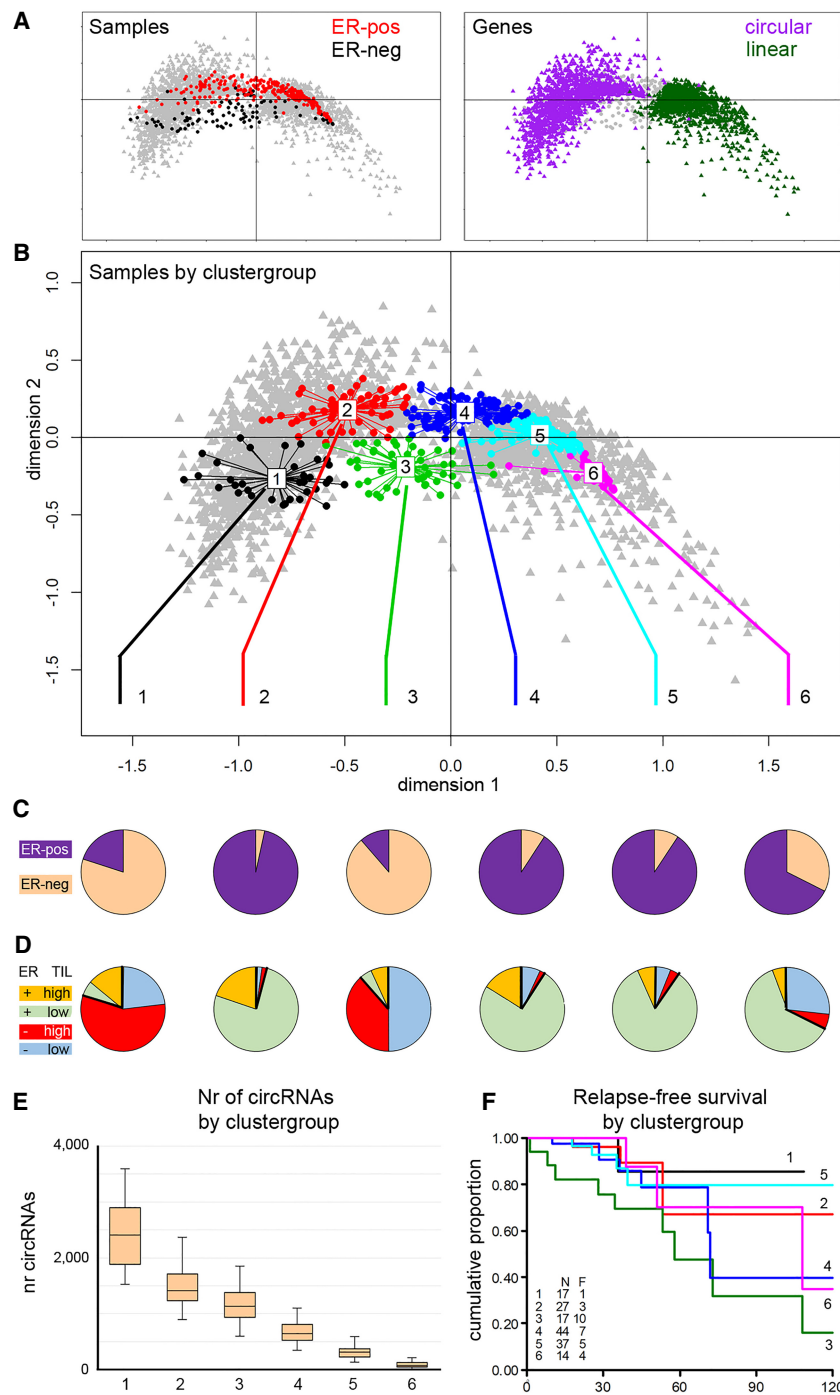 A
Samples
ER-pos
ER-neg
Genes
circular
linear
B
Samples by clustergroup
1.0
0.5
0.0
-0.5
-1.0
-1.5
dimension 2
1
2
3
4
5
6
1
2
3
4
5
6
-1.5
-1.0
-0.5
0.0
0.5
1.0
1.5
dimension 1
C
ER-pos
ER-neg
D
ER TIL
+ high
+ low
- high
- low
E
Nr of circRNAs
by clustergroup
4,000
2,000
0
nr circRNAs
1 2 3 4 5 6
F
Relapse-free survival
by clustergroup
1.00
0.80
0.60
0.40
0.20
0.00
cumulative proportion
1
5
2
4
6
3
N F
1 17 1
2 27 3
3 17 10
4 44 7
5 37 5
6 14 4
0 30 60 90 120